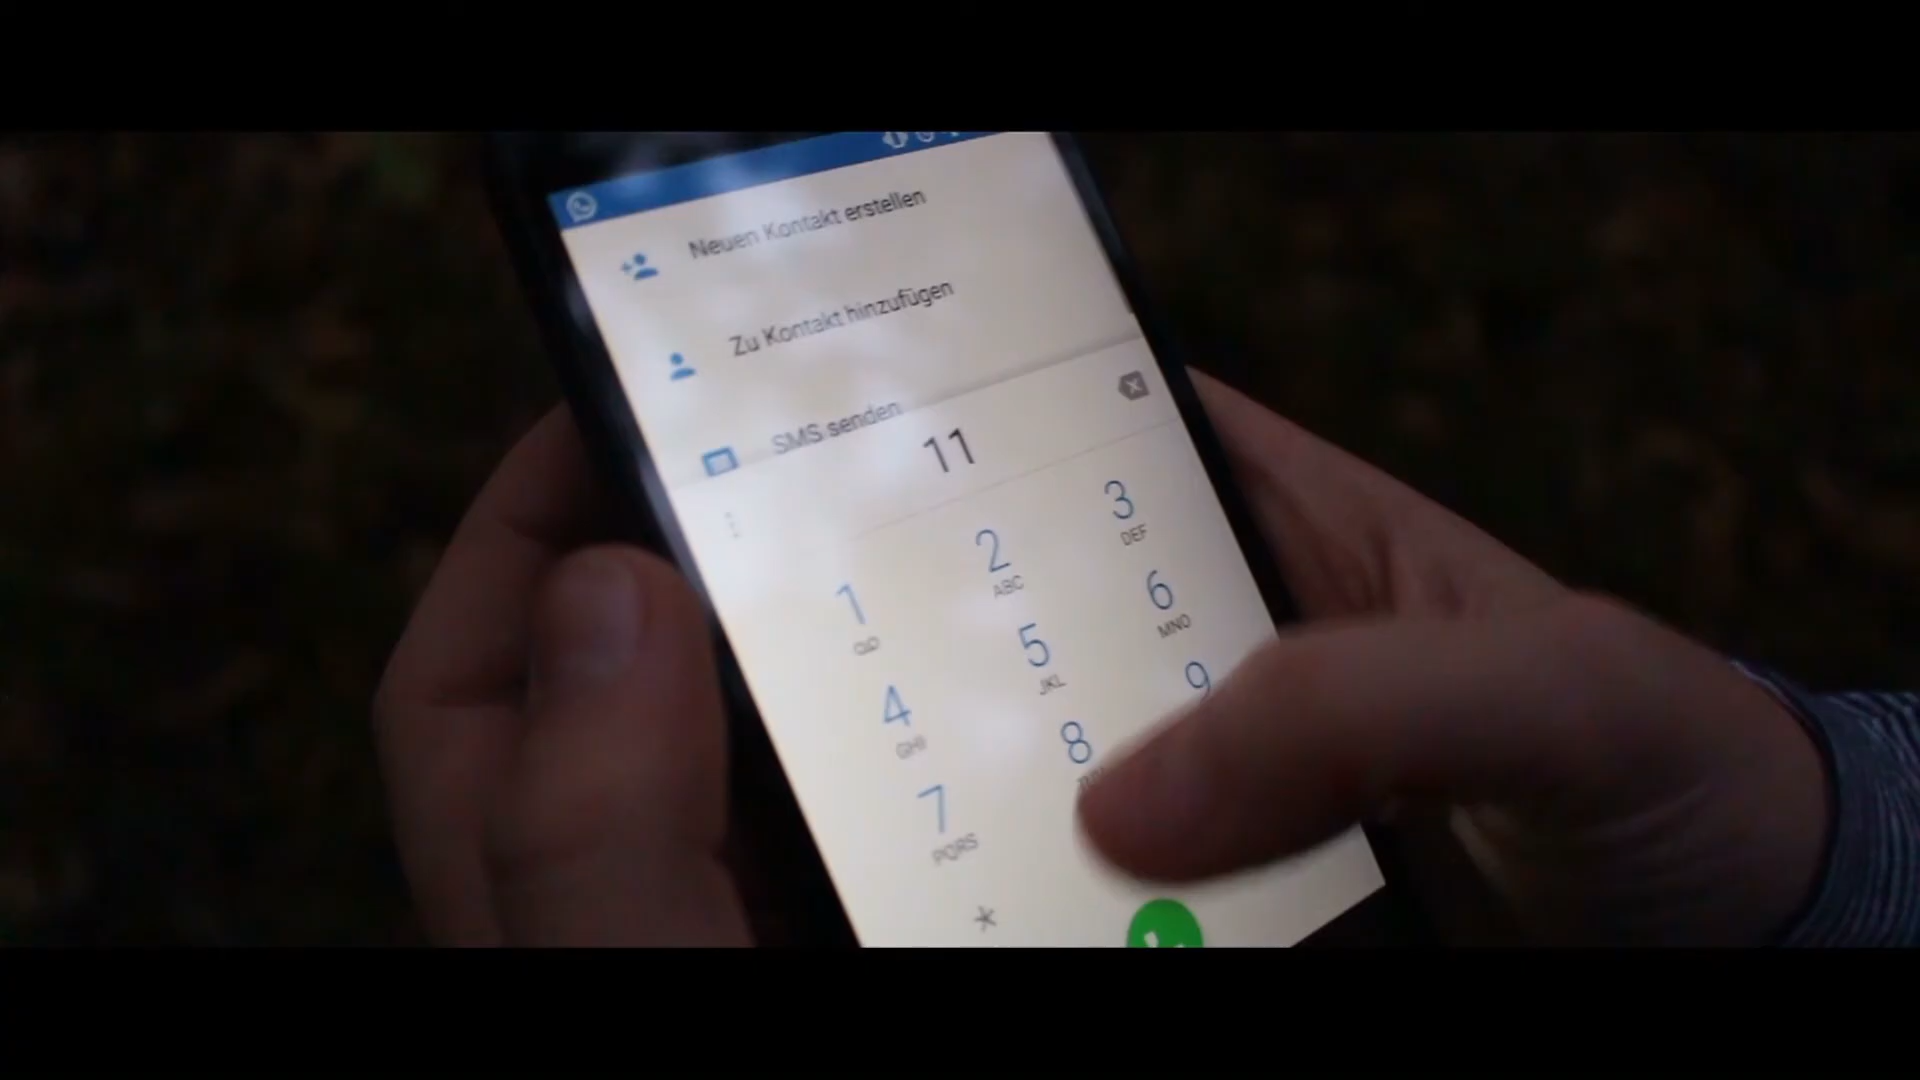 Neuen Kontakt erstellen
Zu Kontakt hinzufügen
SMS senden
11
1 2 3
ABC DEF
4 5 6
GHI JKL MNO
7 8 9
PQRS
*